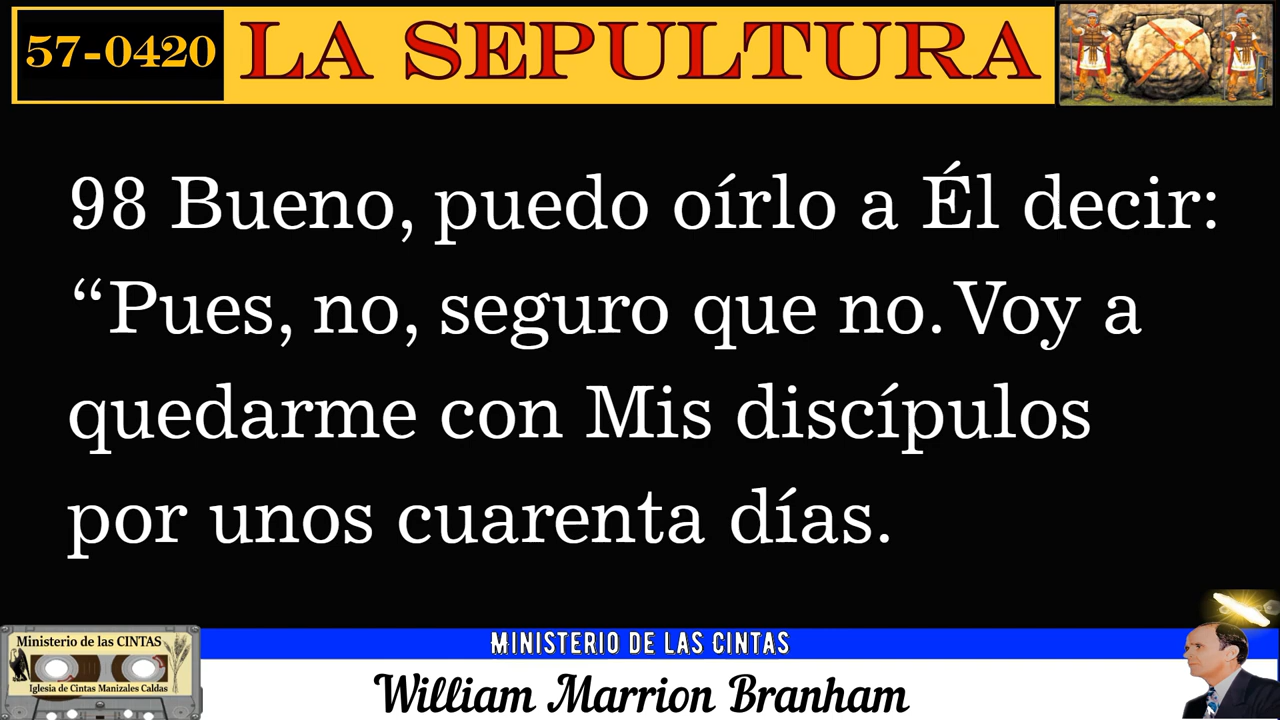 57-0420 LA SEPULTURA
98 Bueno, puedo oírlo a Él decir:
“Pues, no, seguro que no. Voy a
quedarme con Mis discípulos
por unos cuarenta días.
Ministerio de las CINTAS
Iglesia de Cintas Manizales Caldas
MINISTERIO DE LAS CINTAS
William Marrion Branham